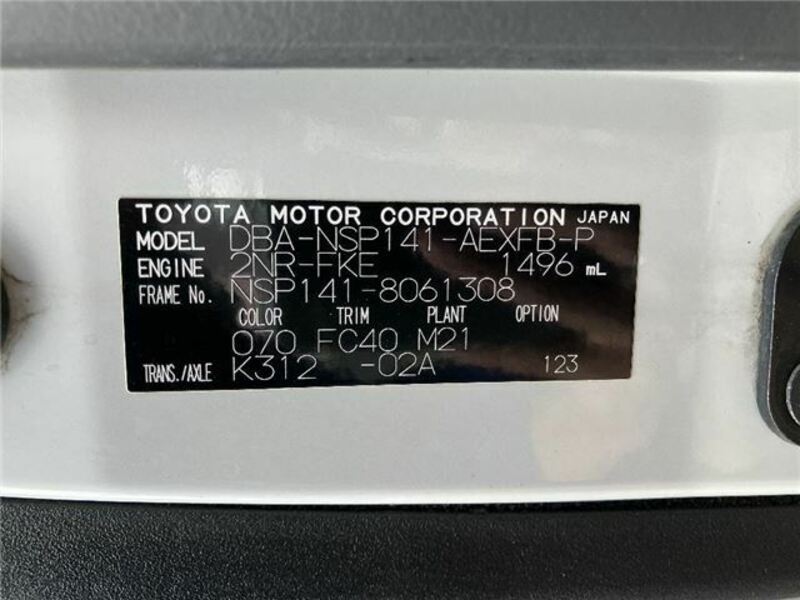 TOYOTA MOTOR CORPORATION JAPAN
MODEL DBA-NSP141-AEXFB-P
ENGINE 2NR-FKE 1496 mL
FRAME No. NSP141-8061308
COLOR TRIM PLANT OPTION
070 FC40 M21
TRANS./AXLE K312 -02A 123